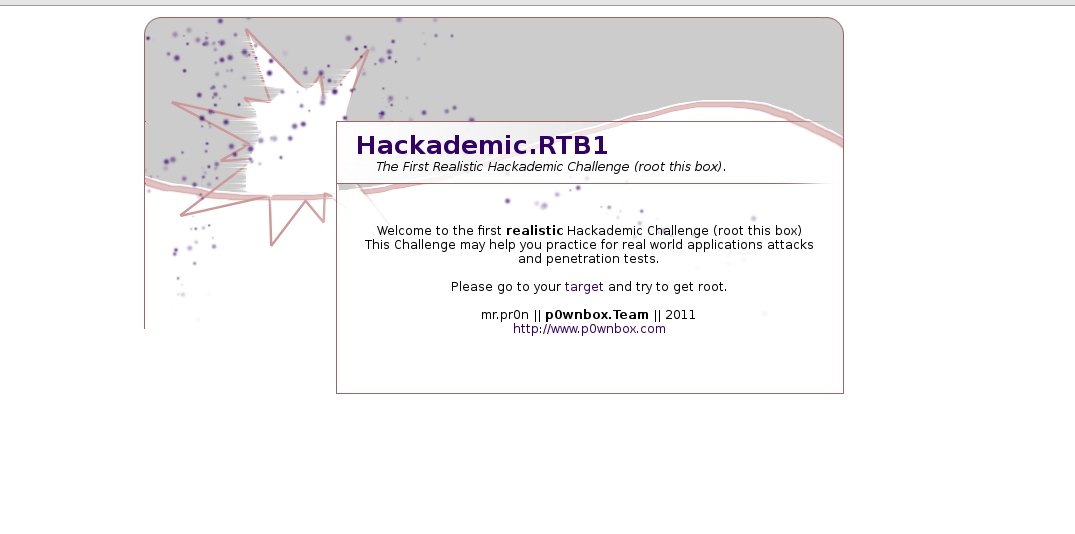 Hackademic.RTB1
The First Realistic Hackademic Challenge (root this box).
Welcome to the first realistic Hackademic Challenge (root this box)
This Challenge may help you practice for real world applications attacks
and penetration tests.
Please go to your target and try to get root.
mr.pr0n || p0wnbox.Team || 2011
http://www.p0wnbox.com